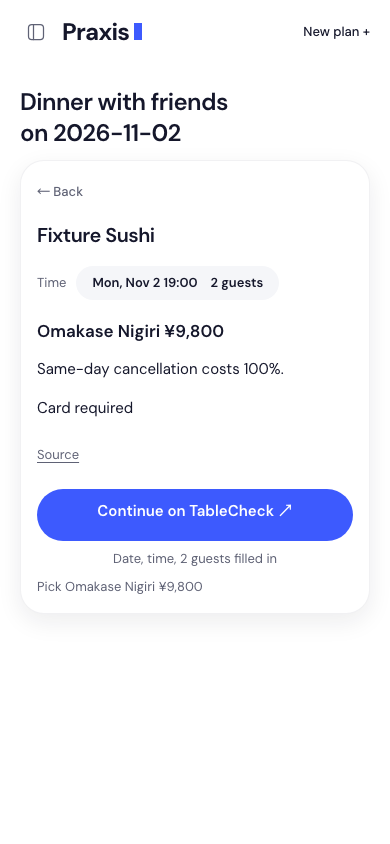 Praxis
New plan +
Dinner with friends
on 2026-11-02
← Back
Fixture Sushi
Time Mon, Nov 2 19:00 2 guests
Omakase Nigiri ¥9,800
Same-day cancellation costs 100%.
Card required
Source
Continue on TableCheck ↗
Date, time, 2 guests filled in
Pick Omakase Nigiri ¥9,800